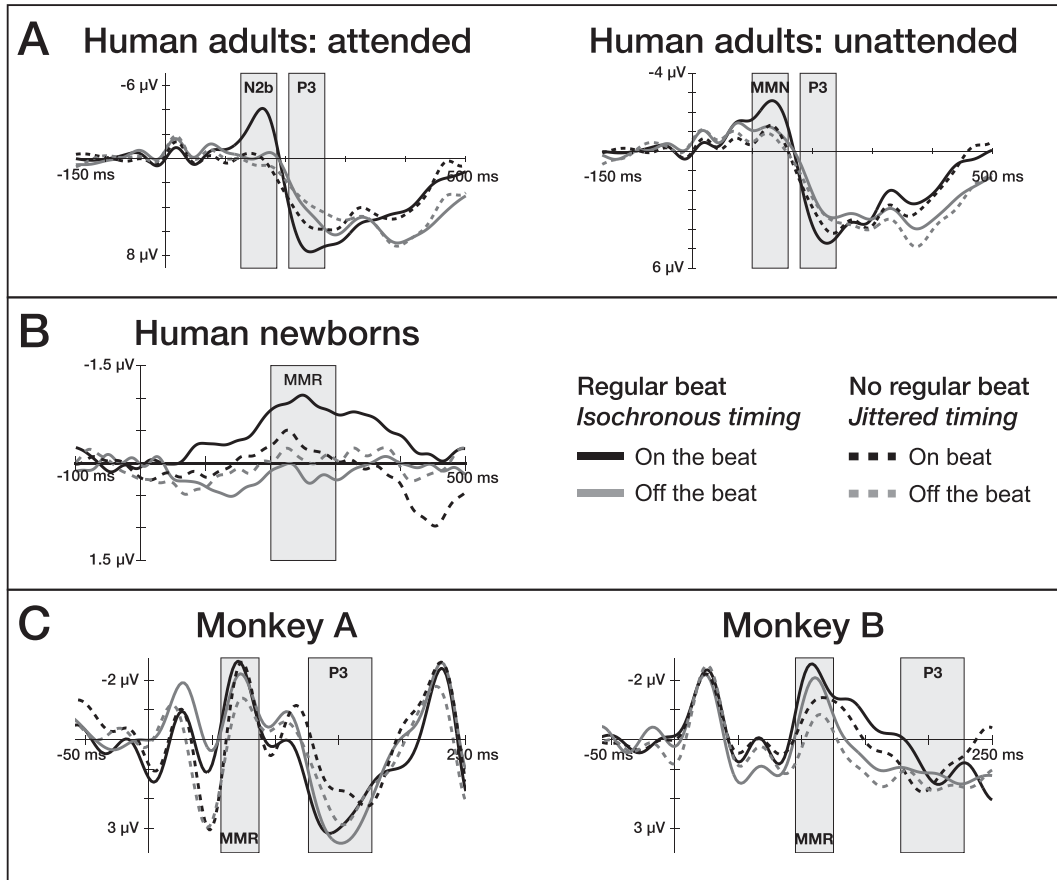 A
Human adults: attended
Human adults: unattended
-6 µV
N2b
P3
-150 ms
500 ms
8 µV
-4 µV
MMN
P3
-150 ms
500 ms
6 µV
B
Human newborns
-1.5 µV
MMR
-100 ms
500 ms
1.5 µV
Regular beat
Isochronous timing
On the beat
Off the beat
No regular beat
Jittered timing
On beat
Off the beat
C
Monkey A
Monkey B
-2 µV
P3
-50 ms
250 ms
3 µV
MMR
-2 µV
P3
-50 ms
250 ms
3 µV
MMR